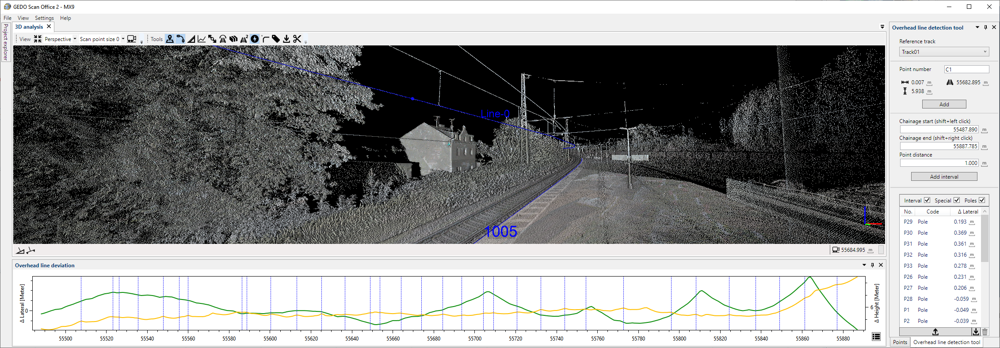 GEDO Scan Office 2 - MX9
File View Settings Help
Project explorer
3D analysis
View Perspective Scan point size 0 Tools
Line-0
1005
55684.995 m
Overhead line deviation
Δ Lateral [Meter]
0
6
Δ Height [Meter]
55500 55520 55540 55560 55580 55600 55620 55640 55660 55680 55700 55720 55740 55760 55780 55800 55820 55840 55860 55880
Overhead line detection tool
Reference track
Track01
Point number C1
0.007 m 55682.895 m
5.938 m
Add
Chainage start (shift+left click)
55487.890 m
Chainage end (shift+right click)
55887.785 m
Point distance
1.000 m
Add interval
Interval Special Poles
No. Code Δ Lateral
P29 Pole 0.193 m
P30 Pole 0.369 m
P31 Pole 0.361 m
P32 Pole 0.316 m
P33 Pole 0.278 m
P26 Pole 0.231 m
P27 Pole 0.206 m
P28 Pole -0.059 m
P1 Pole -0.049 m
P2 Pole -0.039 m
Points Overhead line detection tool